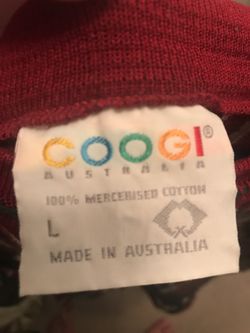 COOGI®
AUSTRALIA
100% MERCERISED COTTON
L
MADE IN AUSTRALIA